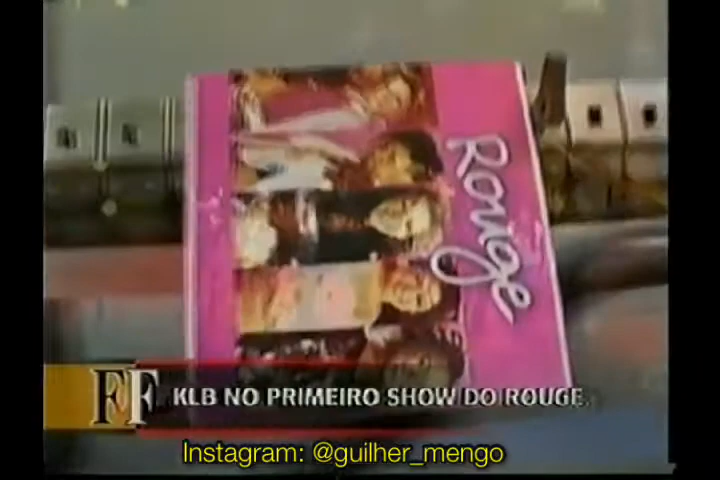 Rouge
FF KLB NO PRIMEIRO SHOW DO ROUGE.
Instagram: @guilher_mengo